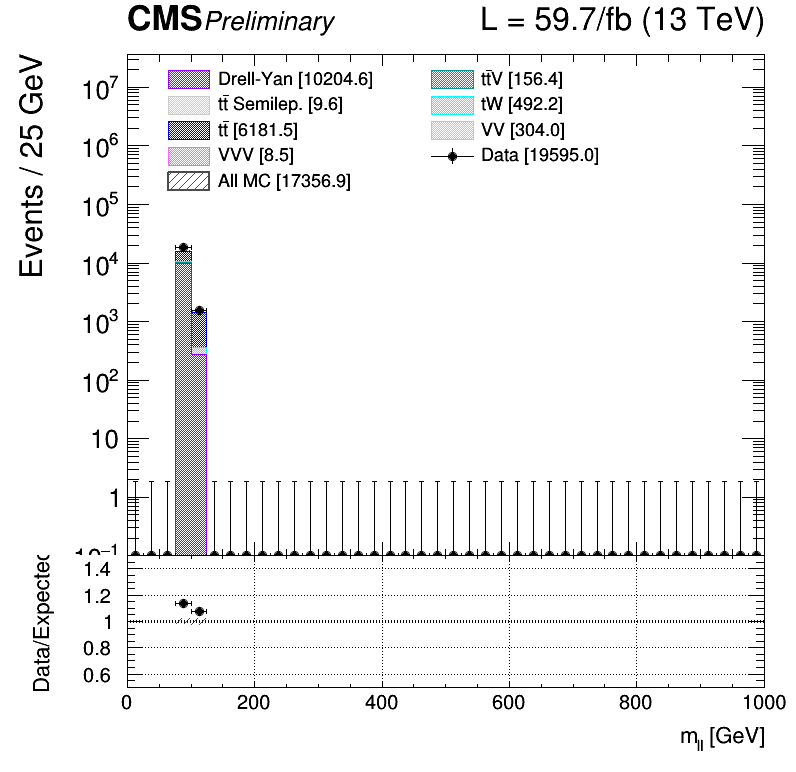 CMS Preliminary L = 59.7/fb (13 TeV)
Events / 25 GeV
Drell-Yan [10204.6]
tt̄ Semilep. [9.6]
tt̄ [6181.5]
VVV [8.5]
All MC [17356.9]
tt̄V [156.4]
tW [492.2]
VV [304.0]
Data [19595.0]
10⁷
10⁶
10⁵
10⁴
10³
10²
10
1
10⁻¹
Data/Expected
1.4
1.2
1
0.8
0.6
0 200 400 600 800 1000
m_ll [GeV]